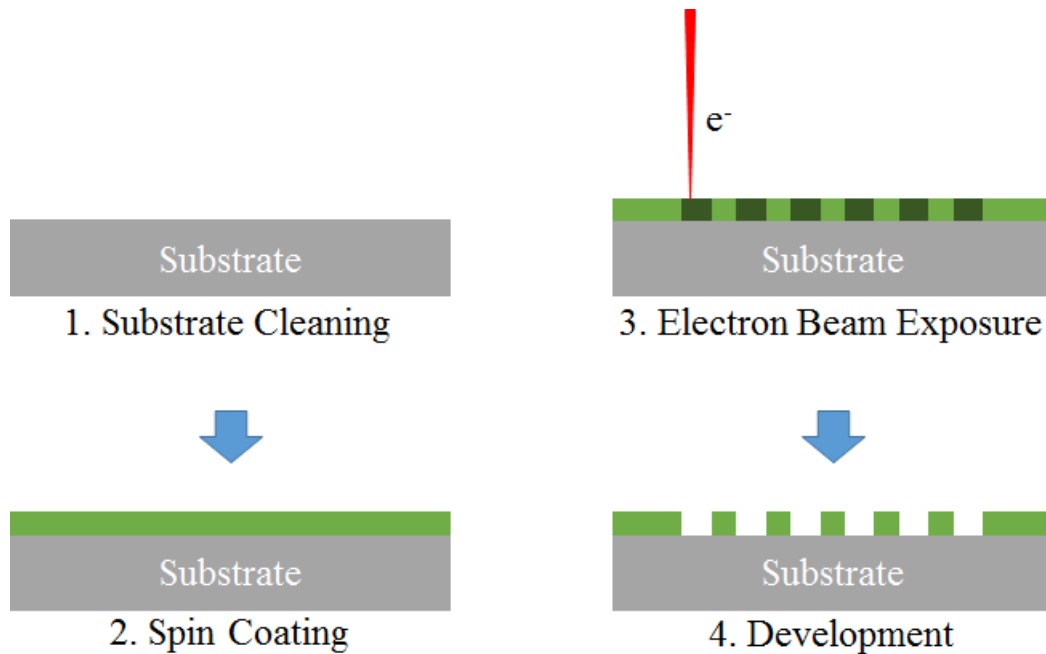 Substrate
1. Substrate Cleaning
Substrate
2. Spin Coating
e-
Substrate
3. Electron Beam Exposure
Substrate
4. Development